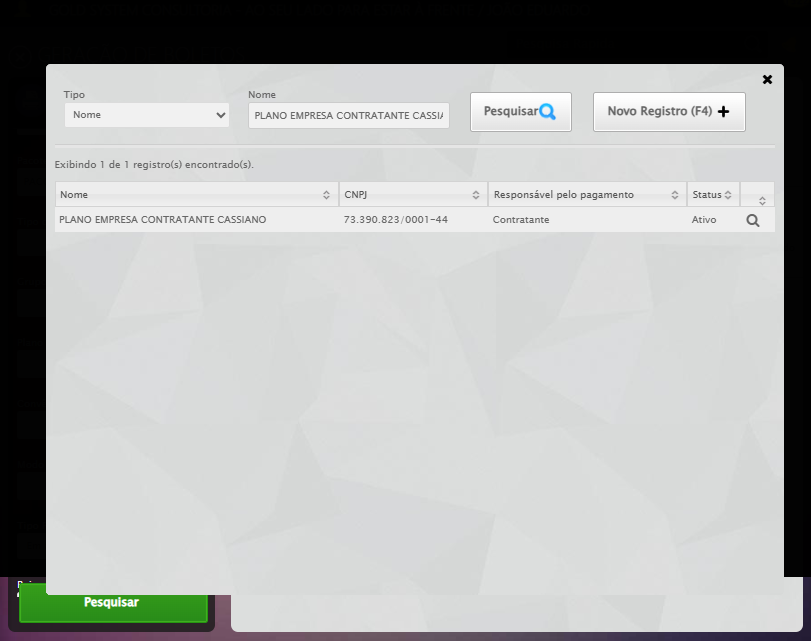 Tipo
Nome
Nome
PLANO EMPRESA CONTRATANTE CASSIA
Pesquisar
Novo Registro (F4)
Exibindo 1 de 1 registro(s) encontrado(s).
Nome CNPJ Responsável pelo pagamento Status
PLANO EMPRESA CONTRATANTE CASSIANO 73.390.823/0001-44 Contratante Ativo
Pesquisar